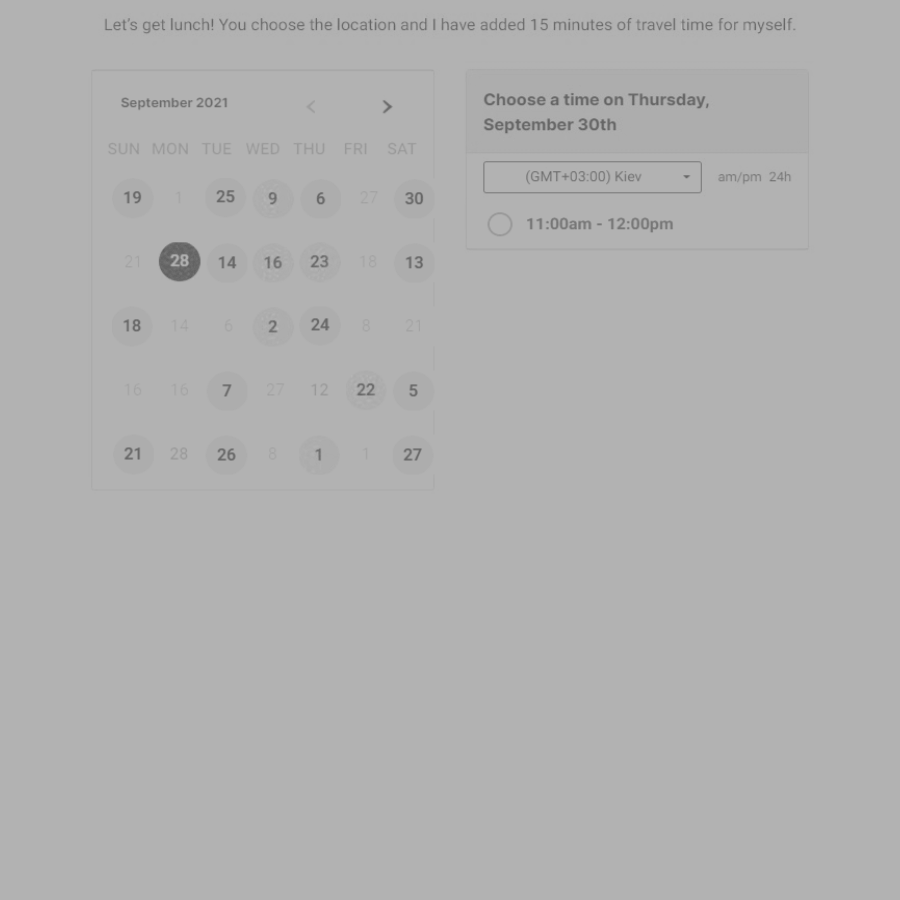 Let's get lunch! You choose the location and I have added 15 minutes of travel time for myself.
September 2021
SUN MON TUE WED THU FRI SAT
19 1 25 9 6 27 30
21 28 14 16 23 18 13
18 14 6 2 24 8 21
16 16 7 27 12 22 5
21 28 26 8 1 1 27
Choose a time on Thursday,
September 30th
(GMT+03:00) Kiev am/pm 24h
11:00am - 12:00pm